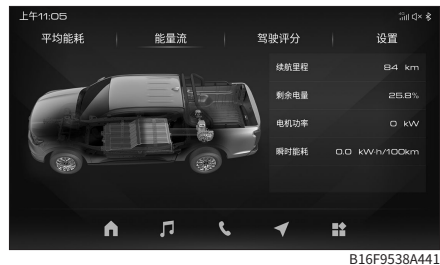 上午11:05
平均能耗 能量流 驾驶评分 设置
续航里程 84 km
剩余电量 25.8%
电机功率 0 kW
瞬时能耗 0.0 kW·h/100km
B16F9538A441